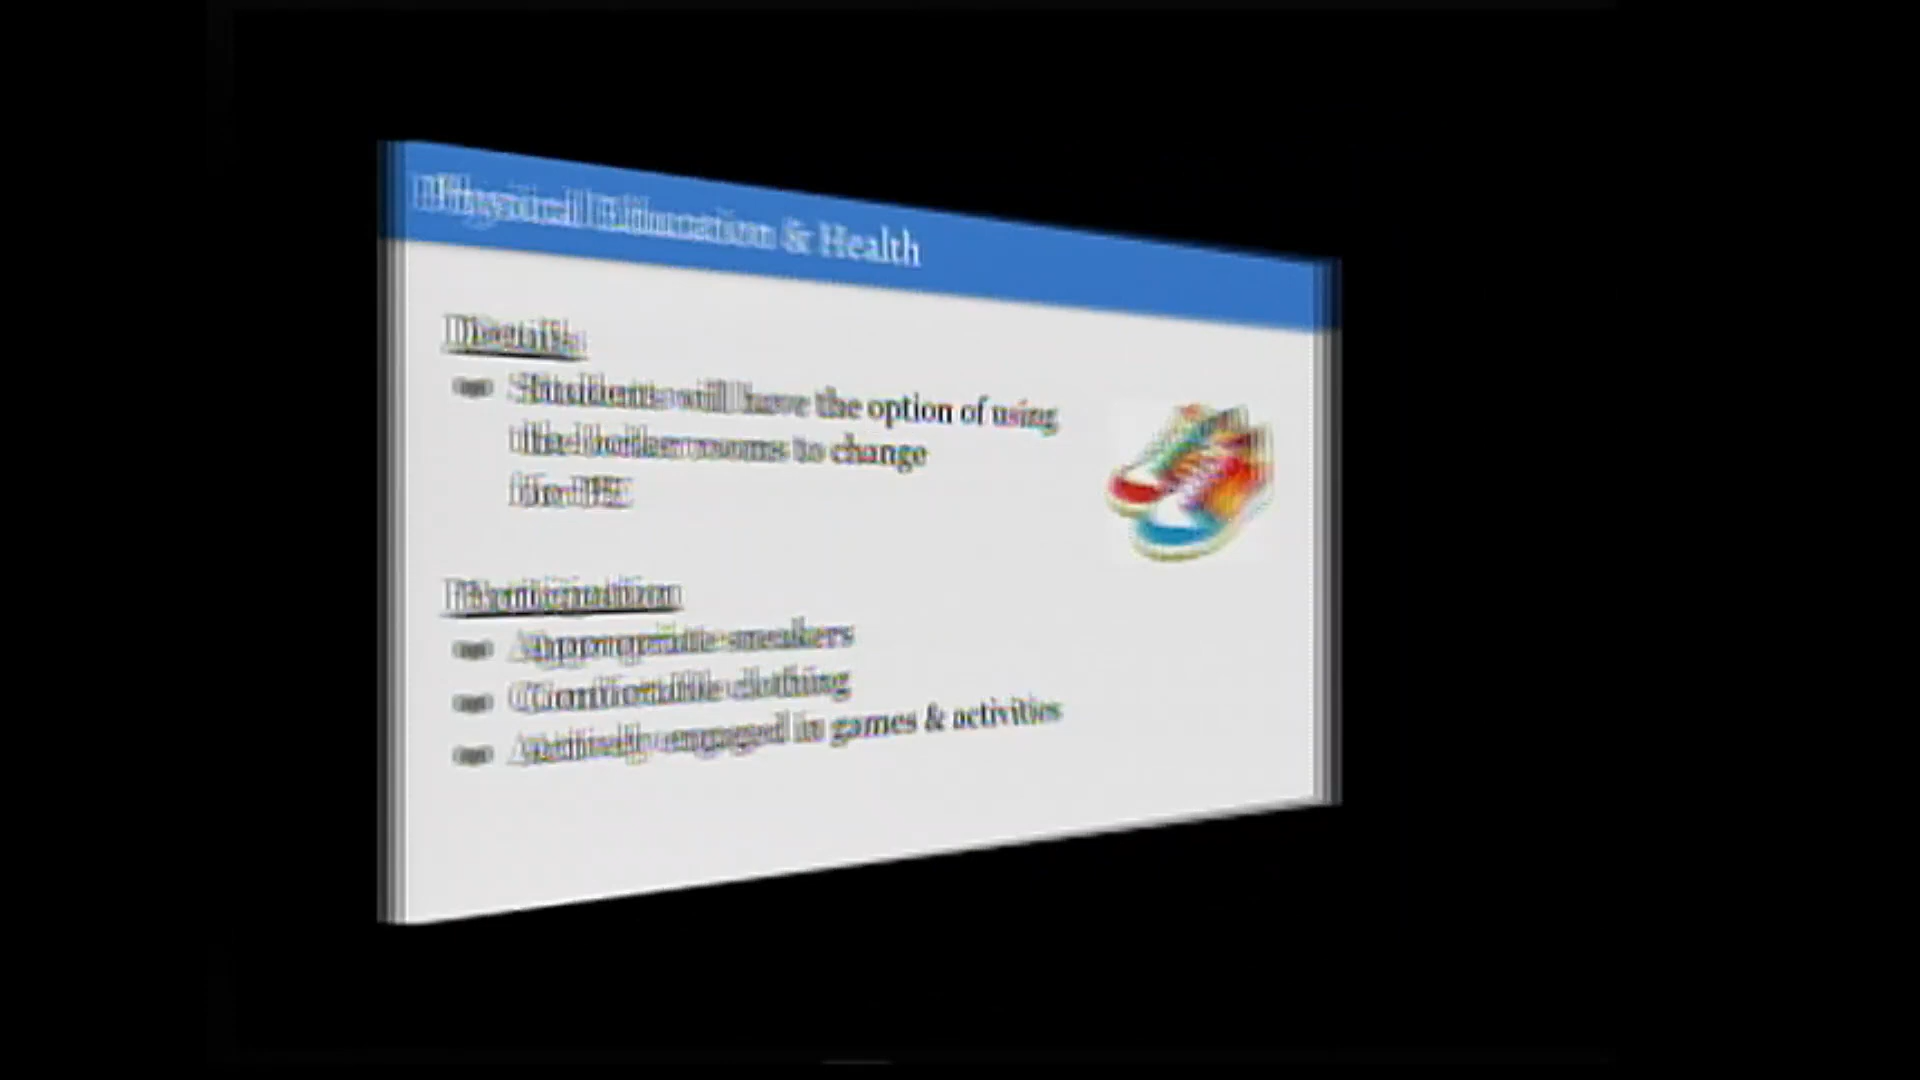 Physical Education & Health
Details
Students will have the option of using
the locker rooms to change
for PE
Participation
Appropriate sneakers
Comfortable clothing
Actively engaged in games & activities